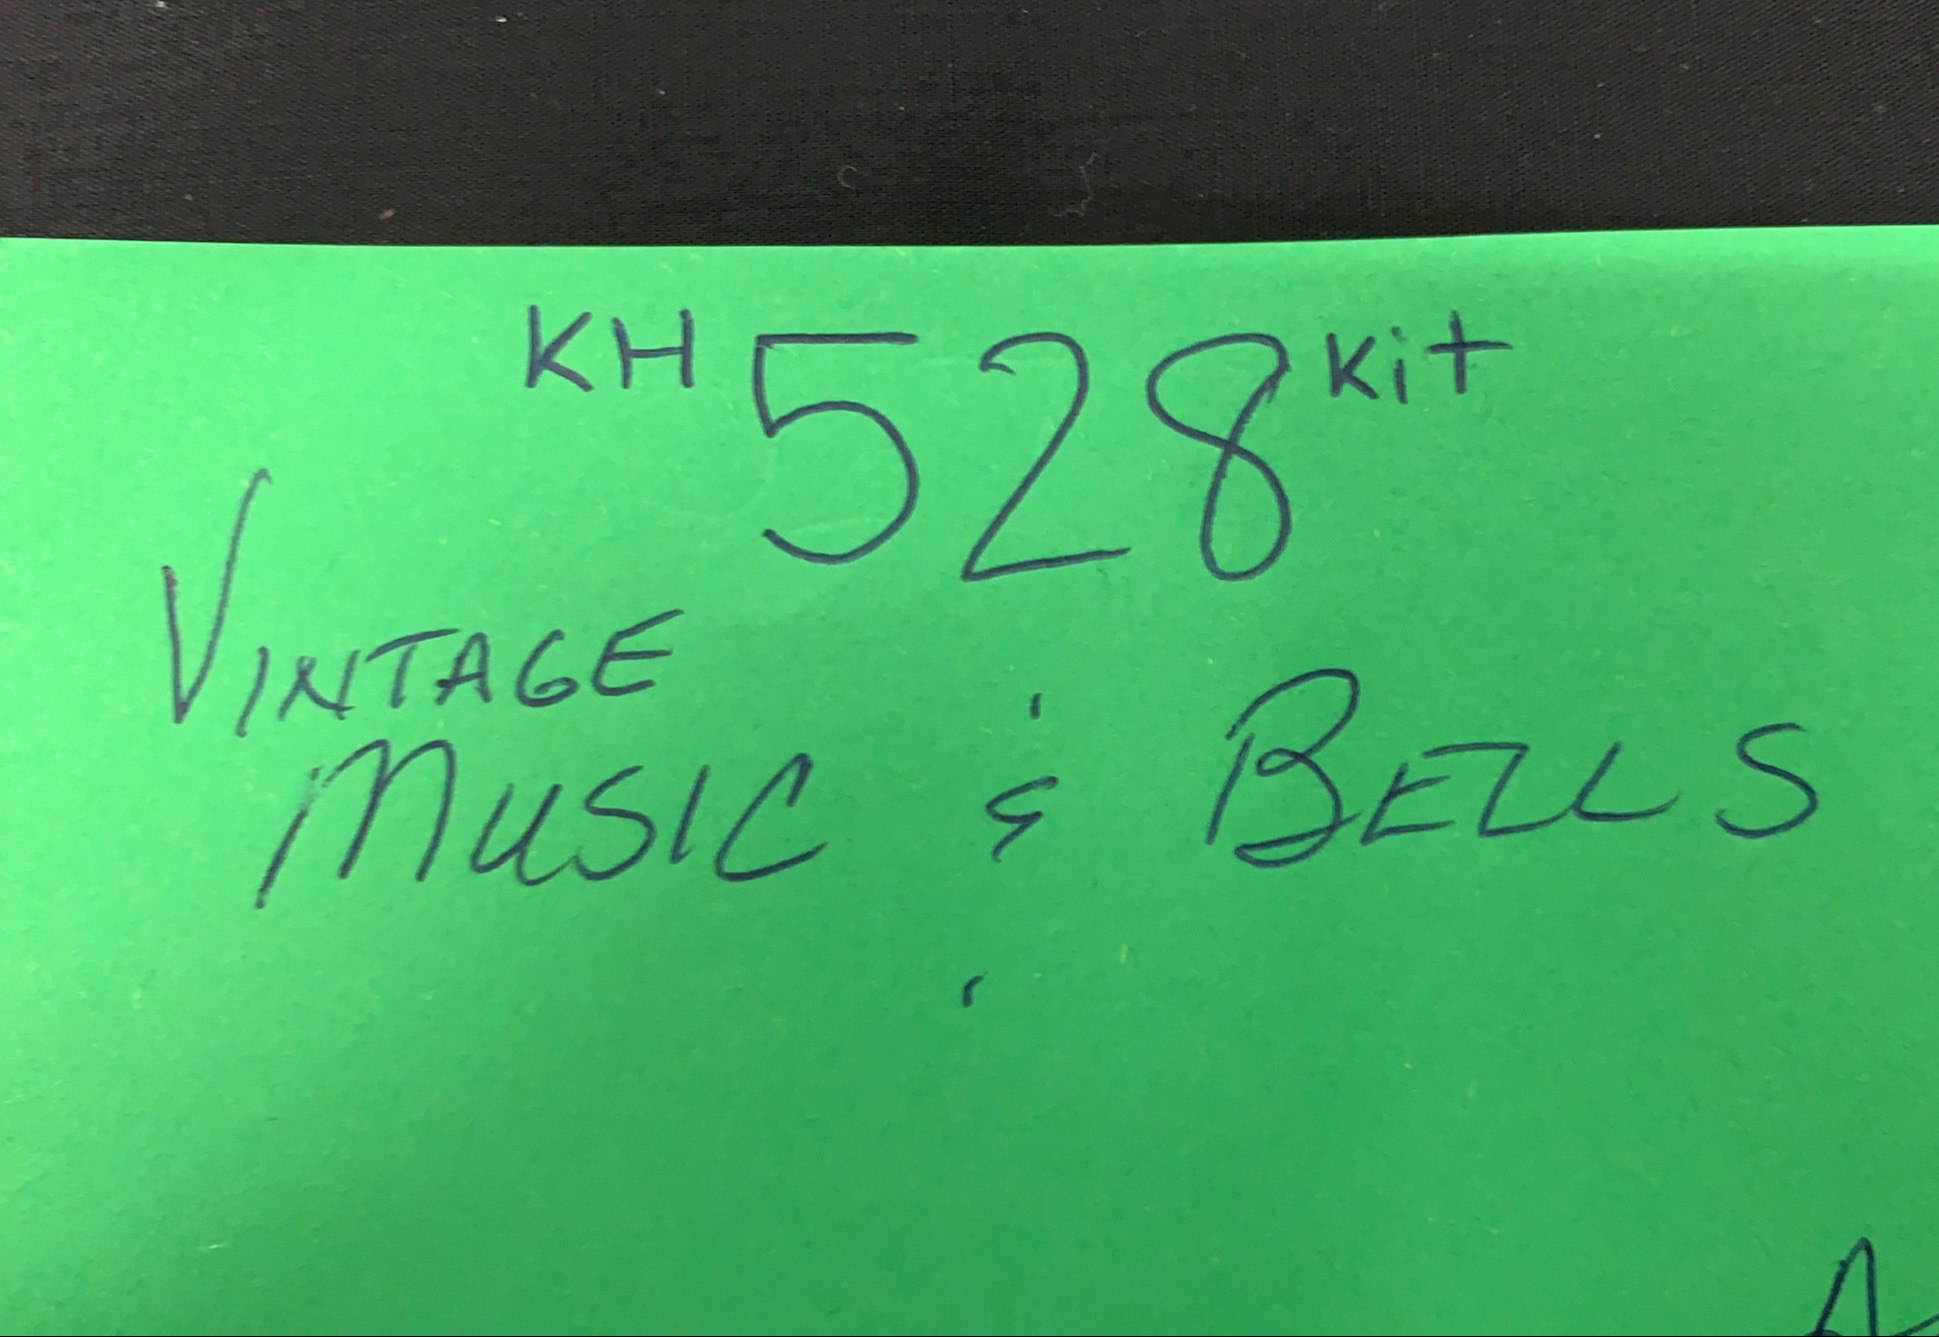 KH 528 Kit
VINTAGE
MUSIC & BELLS